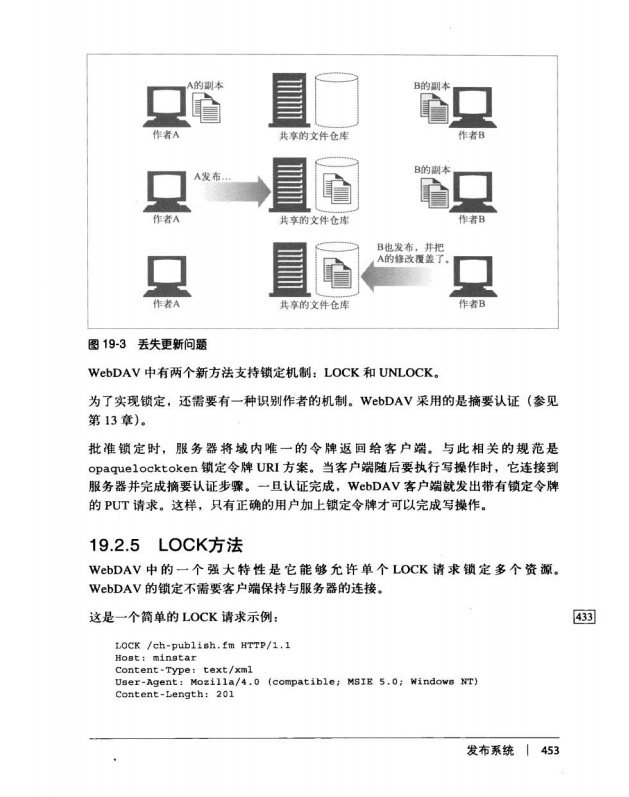 A的副本
B的副本
作者A
共享的文件仓库
作者B
A发布...
B的副本
作者A
共享的文件仓库
作者B
B也发布，并把
A的修改覆盖了。
作者A
共享的文件仓库
作者B
图 19-3 丢失更新问题
WebDAV 中有两个新方法支持锁定机制：LOCK 和 UNLOCK。
为了实现锁定，还需要有一种识别作者的机制。WebDAV 采用的是摘要认证（参见
第 13 章）。
批准锁定时，服务器将域内唯一的令牌返回给客户端。与此相关的规范是
opaquelocktoken 锁定令牌 URI 方案。当客户端随后要执行写操作时，它连接到
服务器并完成摘要认证步骤。一旦认证完成，WebDAV 客户端就发出带有锁定令牌
的 PUT 请求。这样，只有正确的用户加上锁定令牌才可以完成写操作。
19.2.5 LOCK方法
WebDAV 中的一个强大特性是它能够允许单个 LOCK 请求锁定多个资源。
WebDAV 的锁定不需要客户端保持与服务器的连接。
这是一个简单的 LOCK 请求示例：
433
LOCK /ch-publish.fm HTTP/1.1
Host: minstar
Content-Type: text/xml
User-Agent: Mozilla/4.0 (compatible; MSIE 5.0; Windows NT)
Content-Length: 201
发布系统 | 453